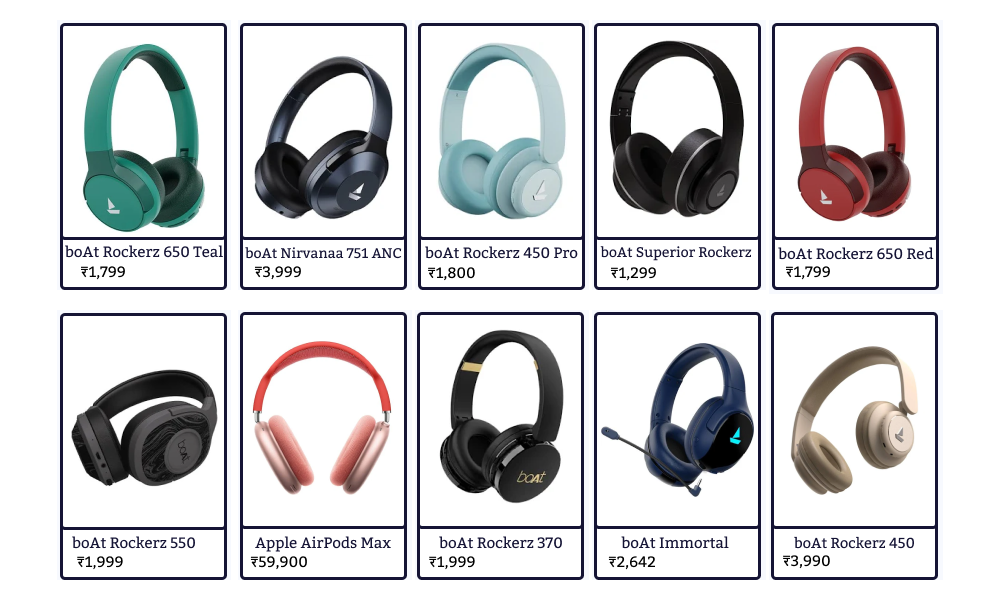 boAt Rockerz 650 Teal
₹1,799
boAt Nirvanaa 751 ANC
₹3,999
boAt Rockerz 450 Pro
₹1,800
boAt Superior Rockerz
₹1,299
boAt Rockerz 650 Red
₹1,799
boAt
boAt Rockerz 550
₹1,999
Apple AirPods Max
₹59,900
boAt
boAt Rockerz 370
₹1,999
boAt Immortal
₹2,642
boAt Rockerz 450
₹3,990